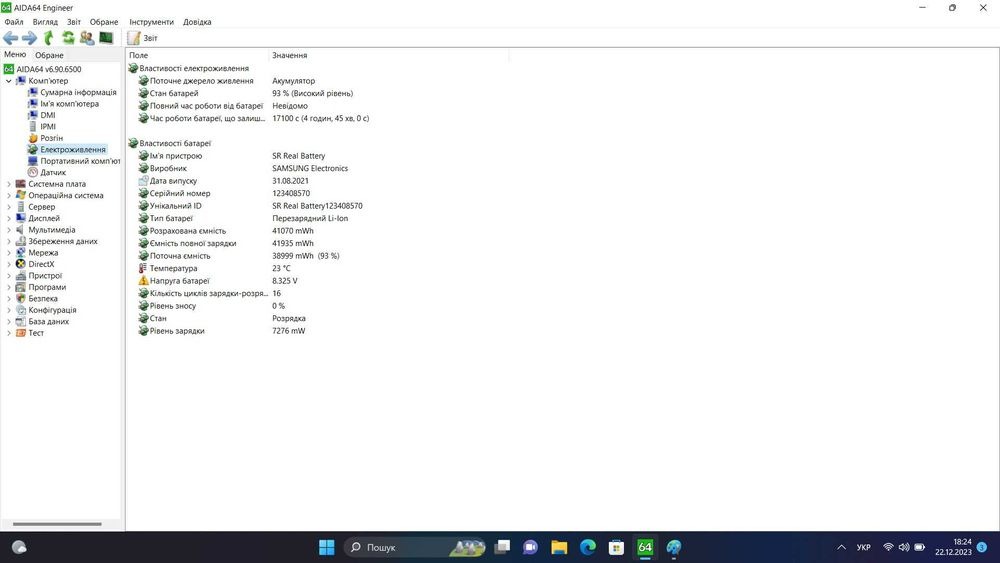 64 AIDA64 Engineer
Файл Вигляд Звіт Обране Інструменти Довідка
Звіт
Меню Обране
64 AIDA64 v6.90.6500
Комп'ютер
Сумарна інформація
Ім'я комп'ютера
DMI
IPMI
Розгін
Електроживлення
Портативний комп'ют
Датчик
Системна плата
Операційна система
Сервер
Дисплей
Мультимедіа
Збереження даних
Мережа
DirectX
Пристрої
Програми
Безпека
Конфігурація
База даних
Тест
Поле Значення
Властивості електроживлення
Поточне джерело живлення Акумулятор
Стан батарей 93 % (Високий рівень)
Повний час роботи від батареї Невідомо
Час роботи батареї, що залиш... 17100 с (4 годин, 45 хв, 0 с)
Властивості батареї
Ім'я пристрою SR Real Battery
Виробник SAMSUNG Electronics
Дата випуску 31.08.2021
Серійний номер 123408570
Унікальний ID SR Real Battery123408570
Тип батареї Перезарядний Li-Ion
Розрахована ємність 41070 mWh
Ємність повної зарядки 41935 mWh
Поточна ємність 38999 mWh (93 %)
Температура 23 °C
Напруга батареї 8.325 V
Кількість циклів зарядки-розря... 16
Рівень зносу 0 %
Стан Розрядка
Рівень зарядки 7276 mW
Пошук
64
УКР
18:24
22.12.2023
3